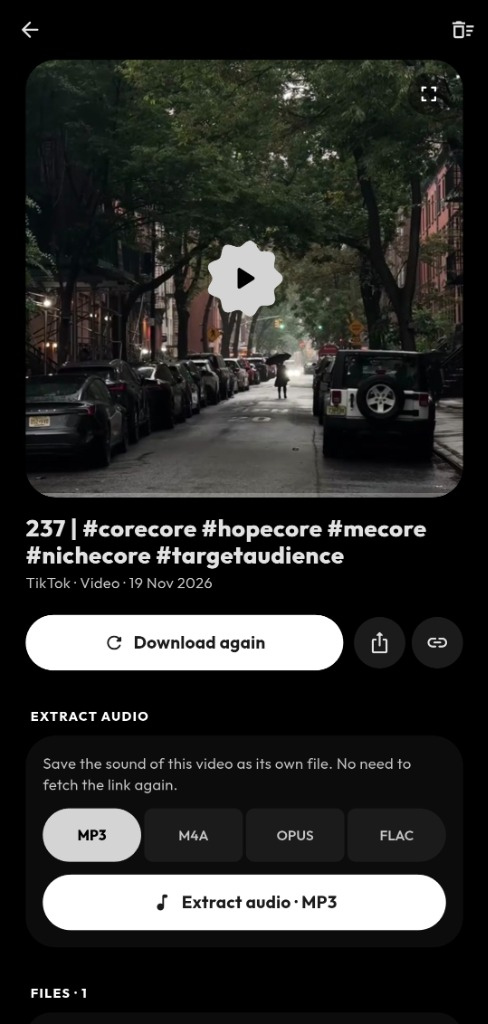 237 | #corecore #hopecore #mecore
#nichecore #targetaudience
TikTok · Video · 19 Nov 2026
Download again
EXTRACT AUDIO
Save the sound of this video as its own file. No need to
fetch the link again.
MP3
M4A
OPUS
FLAC
Extract audio · MP3
FILES · 1